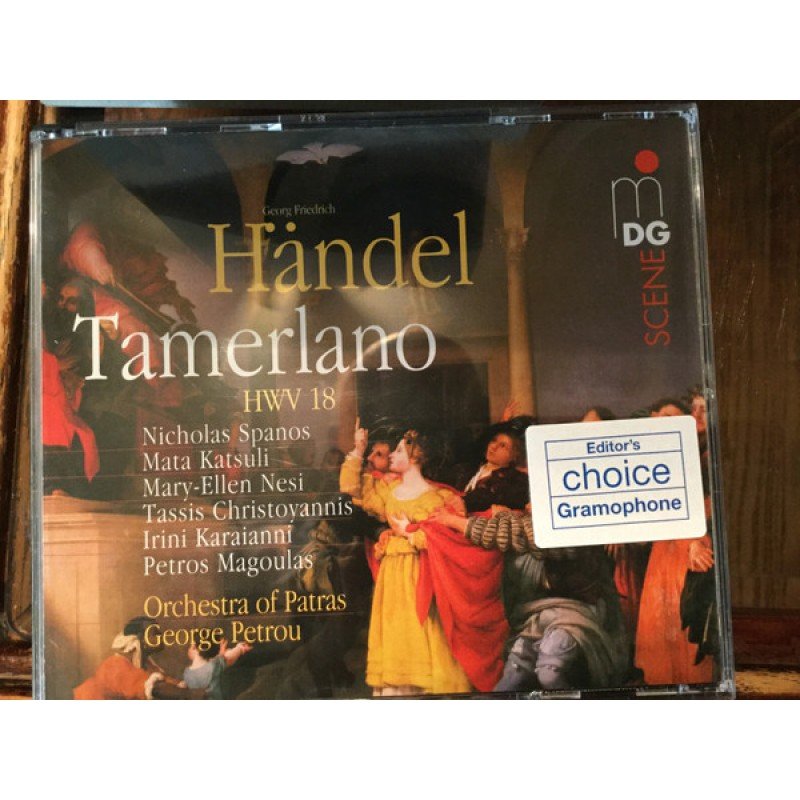 Georg Friedrich
Händel
Tamerlano
HWV 18
Nicholas Spanos
Mata Katsuli
Mary-Ellen Nesi
Tassis Christoyannis
Irini Karaianni
Petros Magoulas
Orchestra of Patras
George Petrou
mDG
SCENE
Editor's
choice
Gramophone